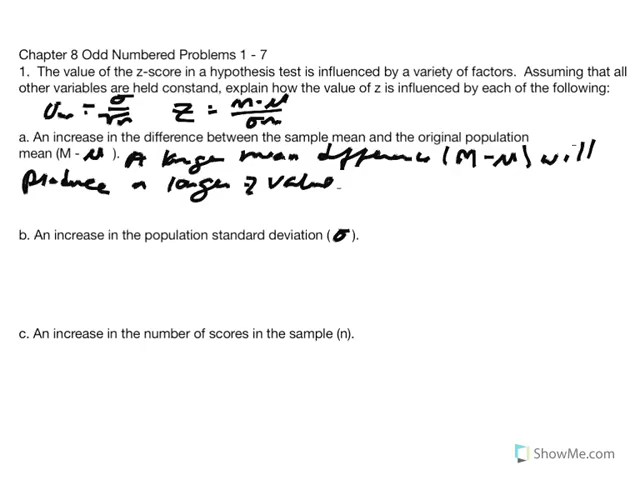 Chapter 8 Odd Numbered Problems 1 - 7
1. The value of the z-score in a hypothesis test is influenced by a variety of factors. Assuming that all
other variables are held constand, explain how the value of z is influenced by each of the following:
σₘ = σ/√n   Z = (M - μ)/σₘ
a. An increase in the difference between the sample mean and the original population
mean (M - μ ). A larger mean difference (M - μ) will
produce a larger z value.
b. An increase in the population standard deviation ( σ ).
c. An increase in the number of scores in the sample (n).
ShowMe.com